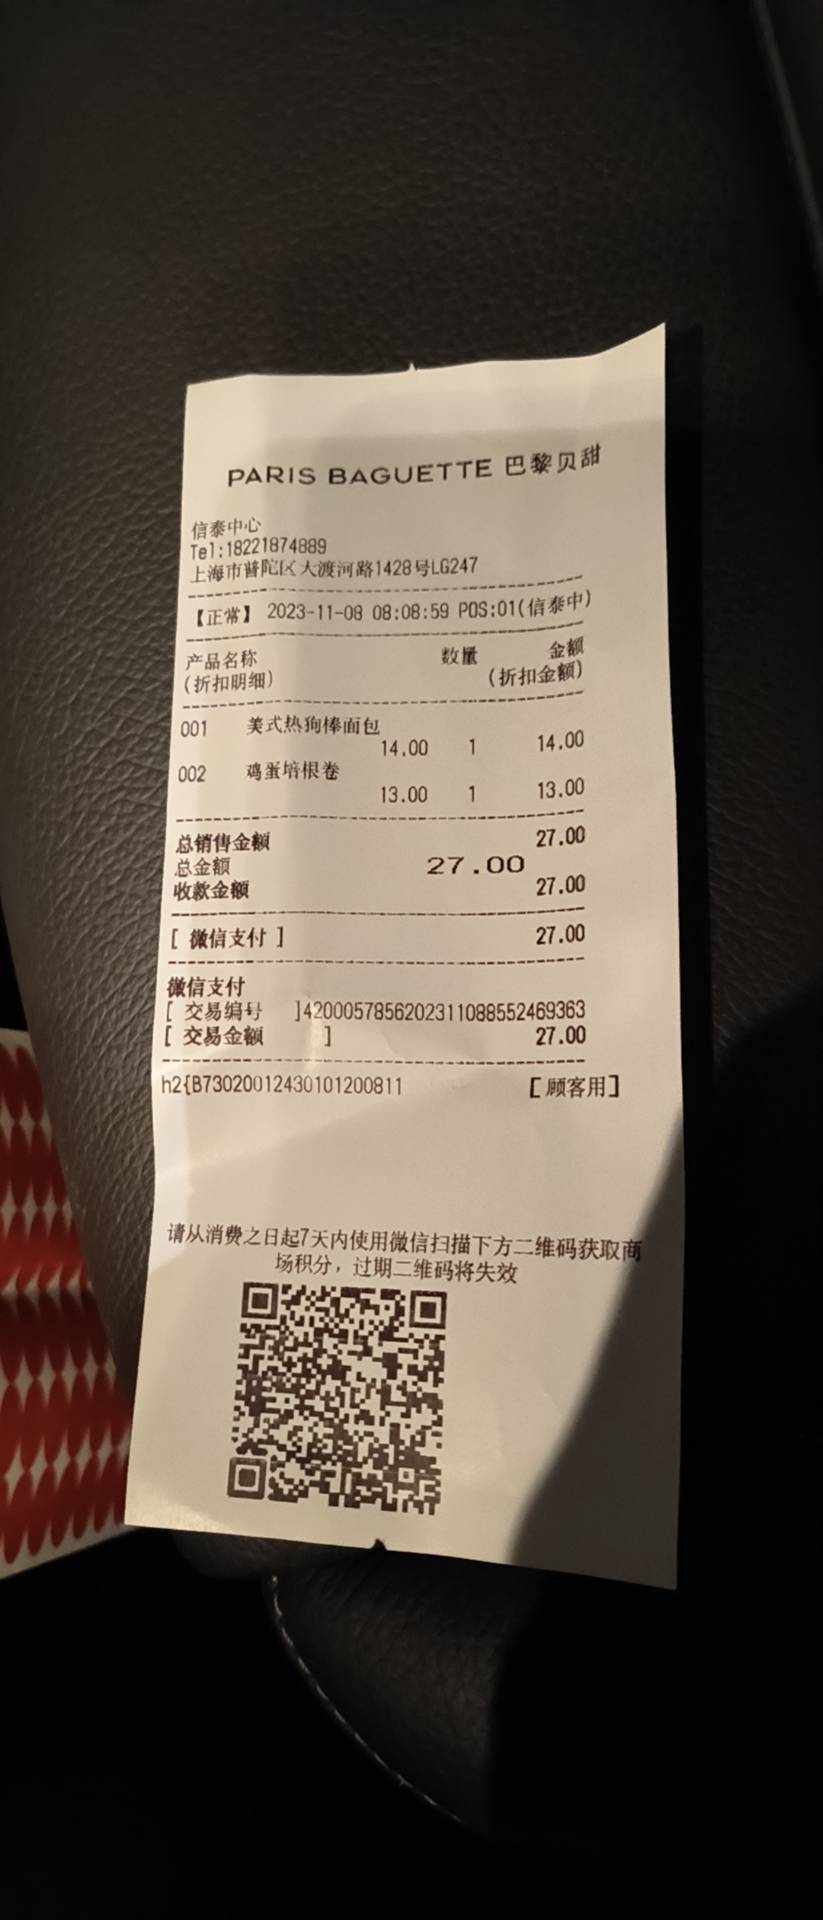 PARIS BAGUETTE 巴黎贝甜
信泰中心
Tel:18221874889
上海市普陀区大渡河路1428号LG247
【正常】 2023-11-08 08:08:59 POS:01(信泰中)
产品名称 数量 金额
(折扣明细) (折扣金额)
001 美式热狗棒面包
14.00 1 14.00
002 鸡蛋培根卷
13.00 1 13.00
总销售金额 27.00
总金额 27.00
收款金额 27.00
[ 微信支付 ] 27.00
微信支付
[ 交易编号 ]4200057856202311088552469363
[ 交易金额 ] 27.00
h2{B73020012430101200811 [顾客用]
请从消费之日起7天内使用微信扫描下方二维码获取商
场积分，过期二维码将失效